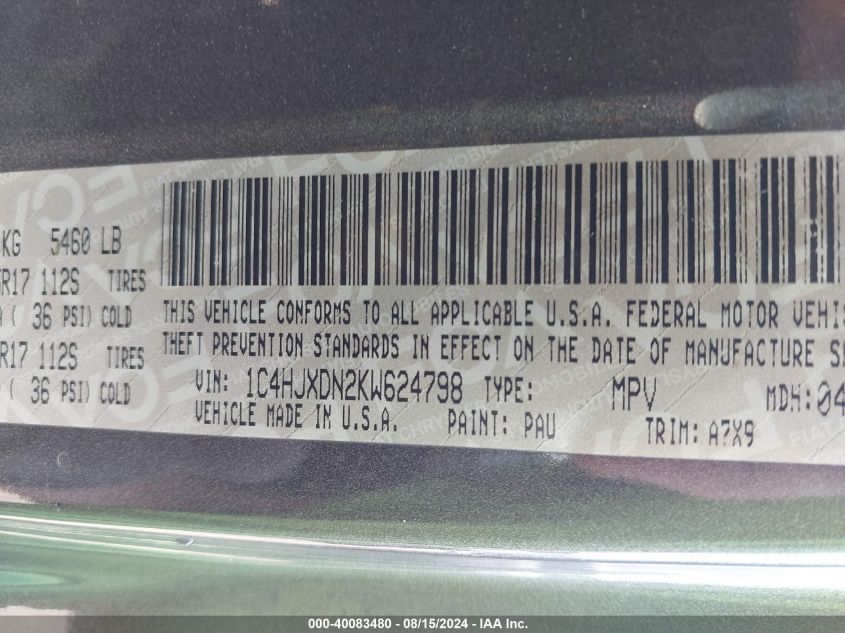 KG 5460 LB
R17 112S TIRES
( 36 PSI) COLD
R17 112S TIRES
( 36 PSI) COLD
THIS VEHICLE CONFORMS TO ALL APPLICABLE U.S.A. FEDERAL MOTOR VEHI
THEFT PREVENTION STANDARDS IN EFFECT ON THE DATE OF MANUFACTURE
VIN: 1C4HJXDN2KW624798 TYPE: MPV MDH: 04
VEHICLE MADE IN U.S.A. PAINT: PAU TRIM: A7X9
000-40083480 - 08/15/2024 - IAA Inc.